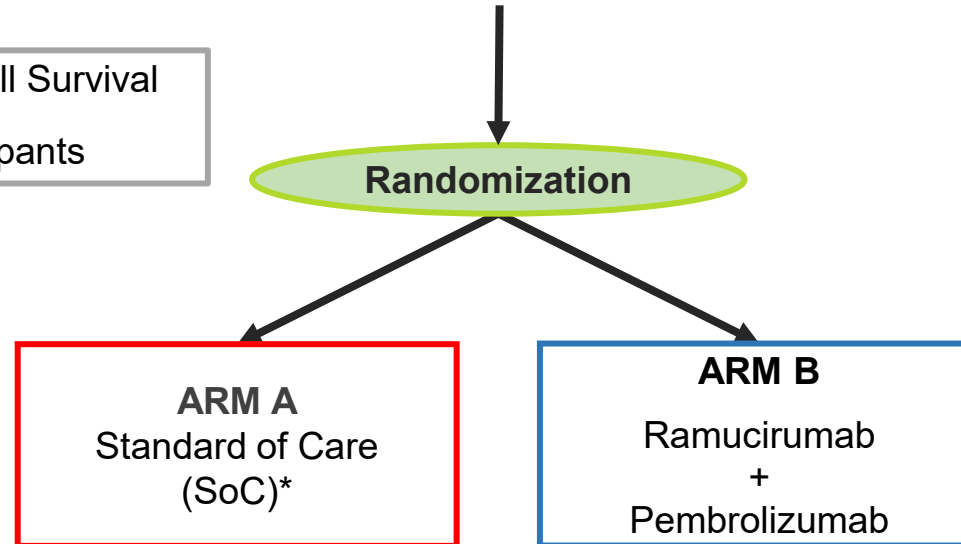 Survival
Randomization
ARM A
Standard of Care
(SoC)*
ARM B
Ramucirumab
+
Pembrolizumab